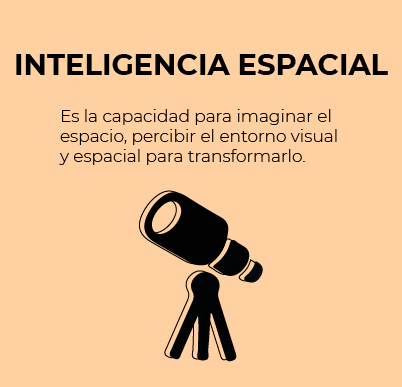 INTELIGENCIA ESPACIAL
Es la capacidad para imaginar el
espacio, percibir el entorno visual
y espacial para transformarlo.